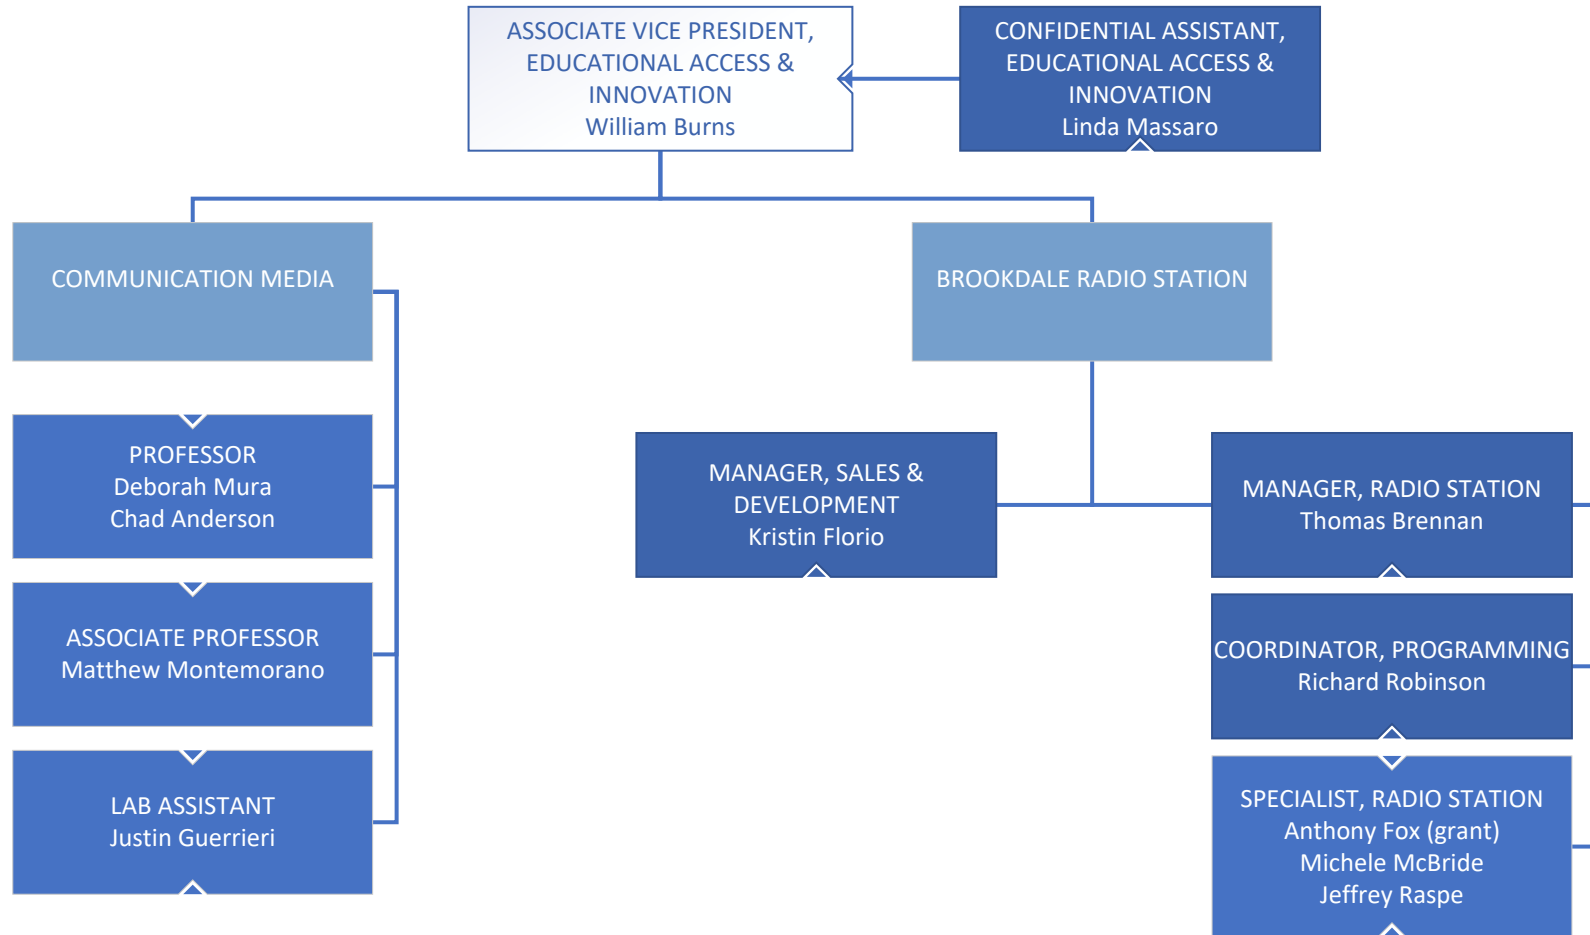 ASSOCIATE VICE PRESIDENT,
EDUCATIONAL ACCESS &
INNOVATION
William Burns
CONFIDENTIAL ASSISTANT,
EDUCATIONAL ACCESS &
INNOVATION
Linda Massaro
COMMUNICATION MEDIA
BROOKDALE RADIO STATION
PROFESSOR
Deborah Mura
Chad Anderson
ASSOCIATE PROFESSOR
Matthew Montemorano
LAB ASSISTANT
Justin Guerrieri
MANAGER, SALES &
DEVELOPMENT
Kristin Florio
MANAGER, RADIO STATION
Thomas Brennan
COORDINATOR, PROGRAMMING
Richard Robinson
SPECIALIST, RADIO STATION
Anthony Fox (grant)
Michele McBride
Jeffrey Raspe